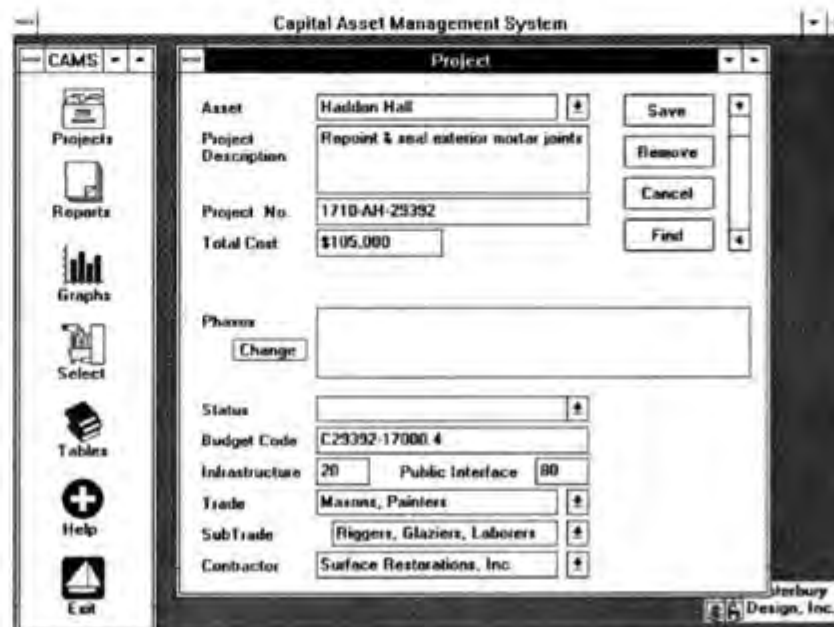 Capital Asset Management System
CAMS
Projects
Reports
Graphs
Select
Tables
Help
Exit
Project
Asset Haddon Hall
Project Description Repoint & seal exterior mortar joints
Project No. 1710-AH-29392
Total Cost $105,000
Save
Remove
Cancel
Find
Phases
Change
Status
Budget Code C29392-17000.4
Infrastructure 20 Public Interface 80
Trade Masons, Painters
SubTrade Riggers, Glaziers, Laborers
Contractor Surface Restorations, Inc
terbury
Design, Inc.